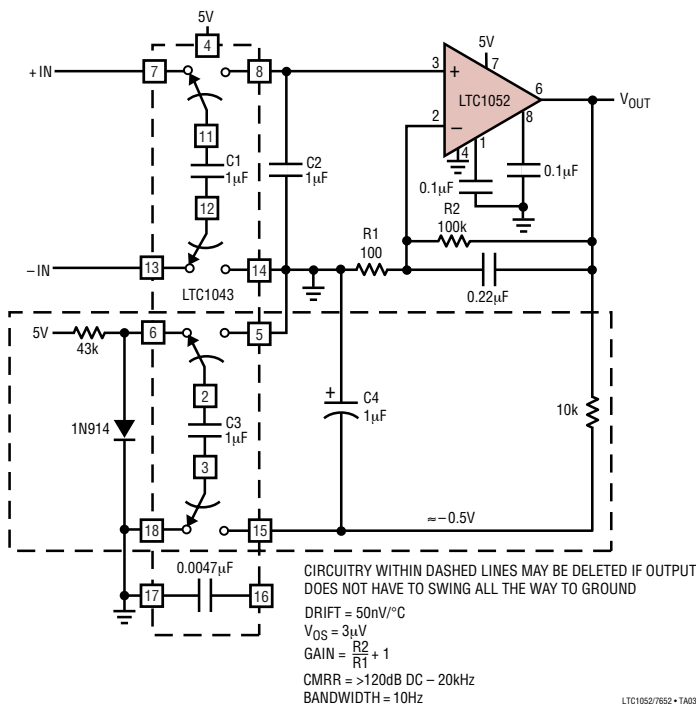 5V
4
+IN
7
8
11
C1
1µF
12
C2
1µF
–IN
13
14
LTC1043
3
+
2
–
5V
7
LTC1052
6
8
1
4
VOUT
0.1µF
0.1µF
R2
100k
R1
100
0.22µF
5V
43k
6
5
2
C3
1µF
3
1N914
+
C4
1µF
10k
18
15
≈–0.5V
0.0047µF
17
16
CIRCUITRY WITHIN DASHED LINES MAY BE DELETED IF OUTPUT
DOES NOT HAVE TO SWING ALL THE WAY TO GROUND
DRIFT = 50nV/°C
VOS = 3µV
GAIN = R2/R1 + 1
CMRR = >120dB DC – 20kHz
BANDWIDTH = 10Hz
LTC1052/7652 • TA03